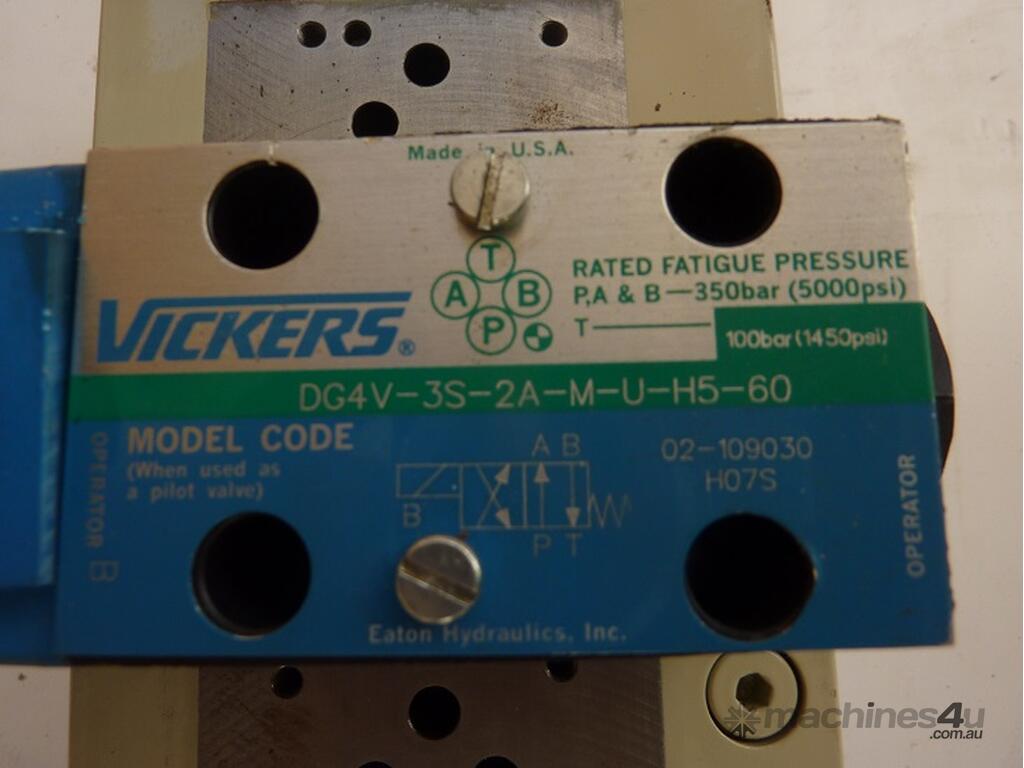 Made in U.S.A.
T
A B
P
RATED FATIGUE PRESSURE
P,A & B—350bar (5000psi)
T— 100bar (1450psi)
VICKERS®
DG4V-3S-2A-M-U-H5-60
MODEL CODE
(When used as
a pilot valve)
OPERATOR B
A B
B
P T
02-109030
H07S
OPERATOR
Eaton Hydraulics, Inc.
machines4u
.com.au